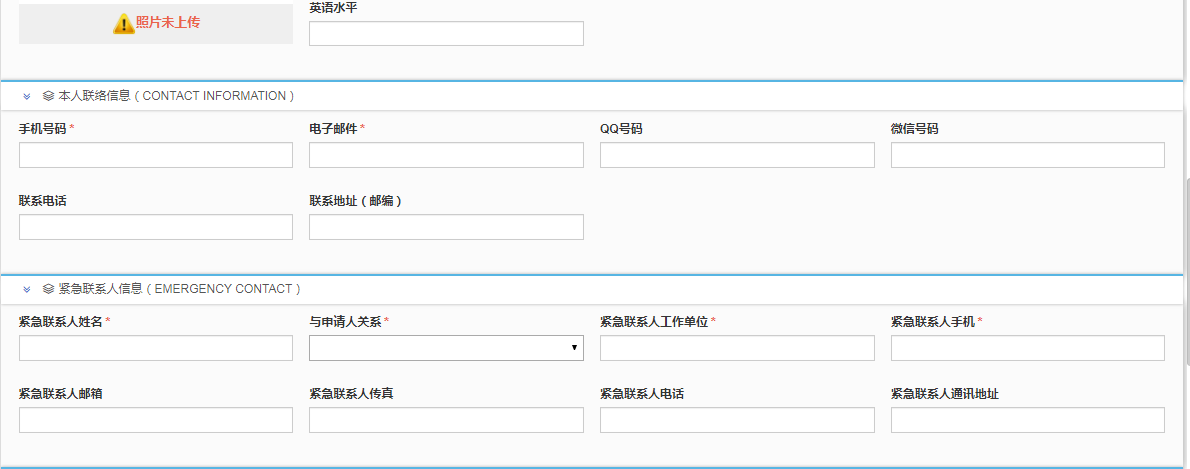 照片未上传
英语水平
本人联络信息（CONTACT INFORMATION）
手机号码 *
电子邮件 *
QQ号码
微信号码
联系电话
联系地址（邮编）
紧急联系人信息（EMERGENCY CONTACT）
紧急联系人姓名 *
与申请人关系 *
紧急联系人工作单位 *
紧急联系人手机 *
紧急联系人邮箱
紧急联系人传真
紧急联系人电话
紧急联系人通讯地址